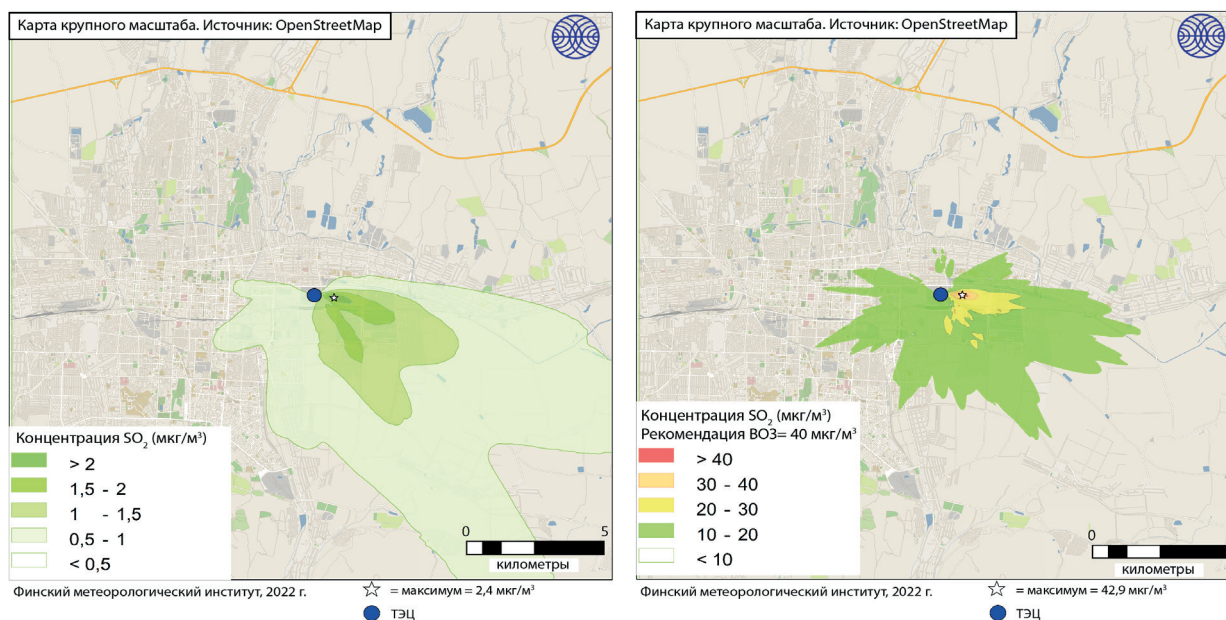 Карта крупного масштаба. Источник: OpenStreetMap
Концентрация SO₂ (мкг/м³)
> 2
1,5 - 2
1 - 1,5
0,5 - 1
< 0,5
0 5
километры
Финский метеорологический институт, 2022 г.
= максимум = 2,4 мкг/м³
ТЭЦ
Карта крупного масштаба. Источник: OpenStreetMap
Концентрация SO₂ (мкг/м³)
Рекомендация ВОЗ= 40 мкг/м³
> 40
30 - 40
20 - 30
10 - 20
< 10
0
километры
Финский метеорологический институт, 2022 г.
= максимум = 42,9 мкг/м³
ТЭЦ